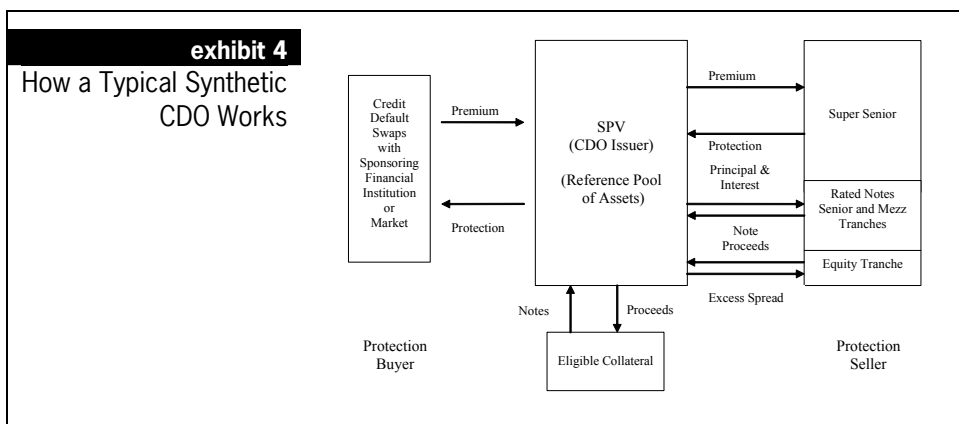 exhibit 4
How a Typical Synthetic
CDO Works
Credit
Default
Swaps
with
Sponsoring
Financial
Institution
or
Market
Premium
Protection
Protection
Buyer
SPV
(CDO Issuer)
(Reference Pool
of Assets)
Notes
Proceeds
Eligible Collateral
Premium
Protection
Principal &
Interest
Note
Proceeds
Excess Spread
Super Senior
Rated Notes
Senior and Mezz
Tranches
Equity Tranche
Protection
Seller